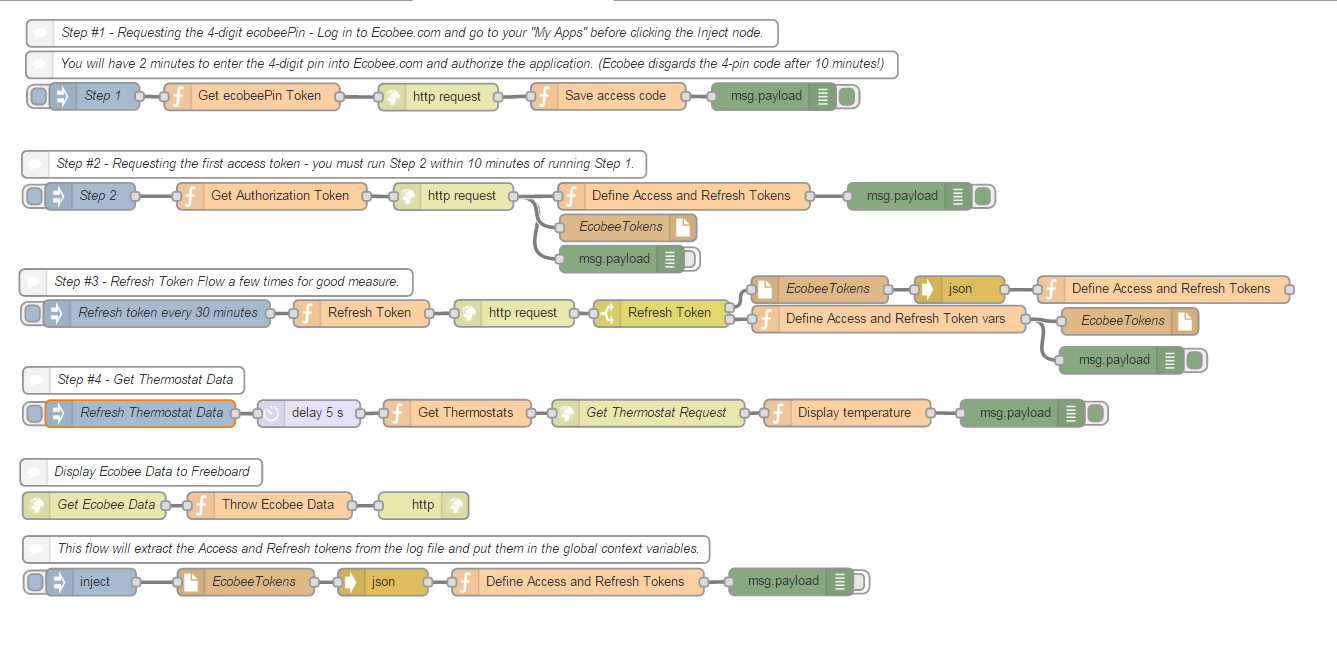 Step #1 - Requesting the 4-digit ecobeePin - Log in to Ecobee.com and go to your "My Apps" before clicking the Inject node.
You will have 2 minutes to enter the 4-digit pin into Ecobee.com and authorize the application. (Ecobee disgards the 4-pin code after 10 minutes!)
Step 1 Get ecobeePin Token http request Save access code msg.payload
Step #2 - Requesting the first access token - you must run Step 2 within 10 minutes of running Step 1.
Step 2 Get Authorization Token http request Define Access and Refresh Tokens msg.payload
EcobeeTokens
msg.payload
Step #3 - Refresh Token Flow a few times for good measure.
EcobeeTokens json Define Access and Refresh Tokens
Refresh token every 30 minutes Refresh Token http request Refresh Token Define Access and Refresh Token vars EcobeeTokens
msg.payload
Step #4 - Get Thermostat Data
Refresh Thermostat Data delay 5 s Get Thermostats Get Thermostat Request Display temperature msg.payload
Display Ecobee Data to Freeboard
Get Ecobee Data Throw Ecobee Data http
This flow will extract the Access and Refresh tokens from the log file and put them in the global context variables.
inject EcobeeTokens json Define Access and Refresh Tokens msg.payload